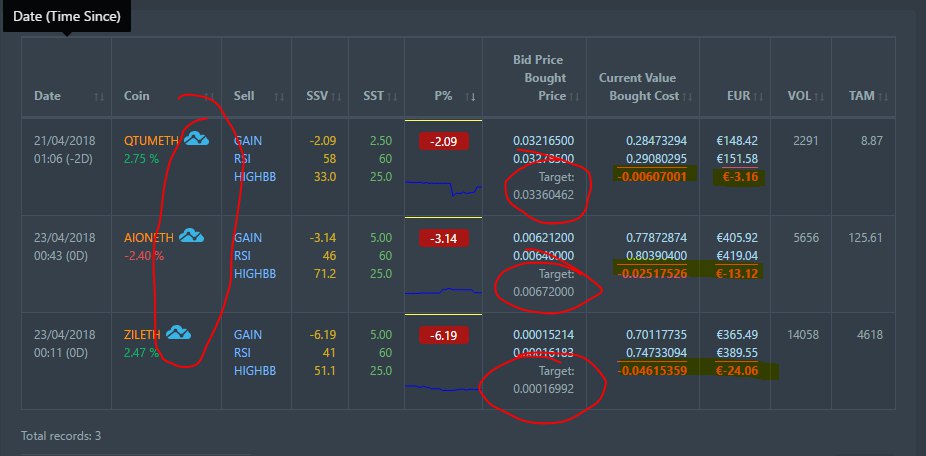 Date (Time Since)
Date Coin Sell SSV SST P% Bid Price Bought Price Current Value Bought Cost EUR VOL TAM
21/04/2018 QTUMETH GAIN -2.09 2.50 -2.09 0.03216500 0.28473294 €148.42 2291 8.87
01:06 (-2D) 2.75 % RSI 58 60 0.03278500 0.29080295 €151.58
HIGHBB 33.0 25.0 Target: -0.00607001 €-3.16
0.03360462
23/04/2018 AIONETH GAIN -3.14 5.00 -3.14 0.00621200 0.77872874 €405.92 5656 125.61
00:43 (0D) -2.40 % RSI 46 60 0.00640000 0.80390400 €419.04
HIGHBB 71.2 25.0 Target: -0.02517526 €-13.12
0.00672000
23/04/2018 ZILETH GAIN -6.19 5.00 -6.19 0.00015214 0.70117735 €365.49 14058 4618
00:11 (0D) 2.47 % RSI 41 60 0.00016183 0.74733094 €389.55
HIGHBB 51.1 25.0 Target: -0.04615359 €-24.06
0.00016992
Total records: 3